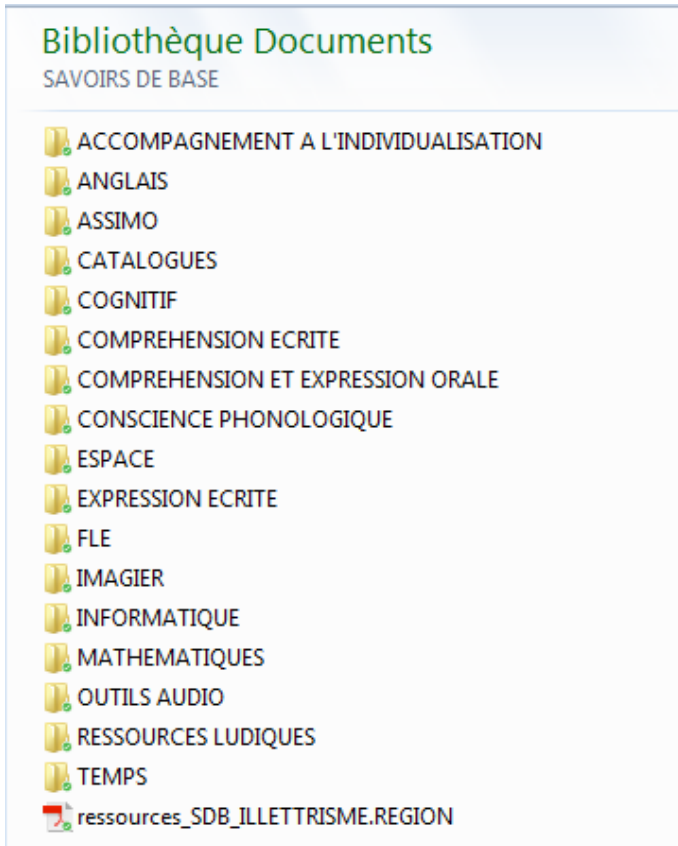 Bibliothèque Documents
SAVOIRS DE BASE
ACCOMPAGNEMENT A L'INDIVIDUALISATION
ANGLAIS
ASSIMO
CATALOGUES
COGNITIF
COMPREHENSION ECRITE
COMPREHENSION ET EXPRESSION ORALE
CONSCIENCE PHONOLOGIQUE
ESPACE
EXPRESSION ECRITE
FLE
IMAGIER
INFORMATIQUE
MATHEMATIQUES
OUTILS AUDIO
RESSOURCES LUDIQUES
TEMPS
ressources_SDB_ILLETTRISME.REGION